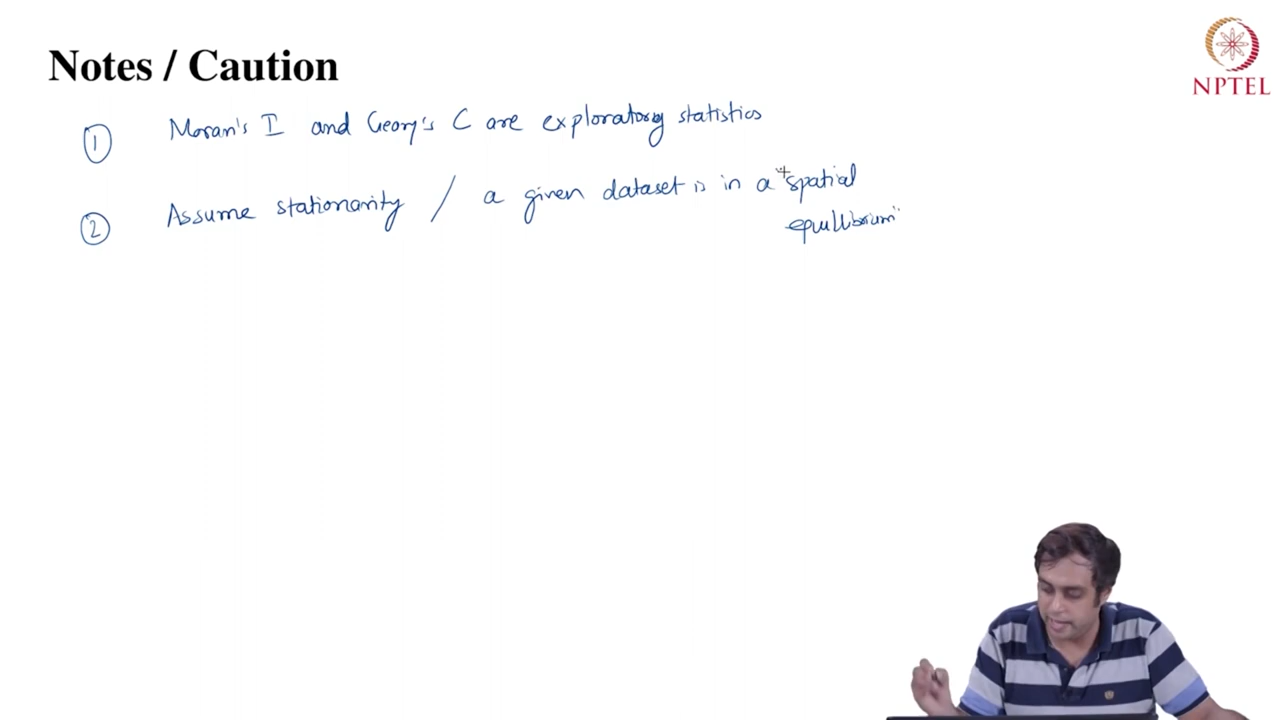 Notes / Caution
NPTEL
① Moran's I and Geary's C are exploratory statistics
② Assume stationarity / a given dataset is in a "spatial
equilibrium"